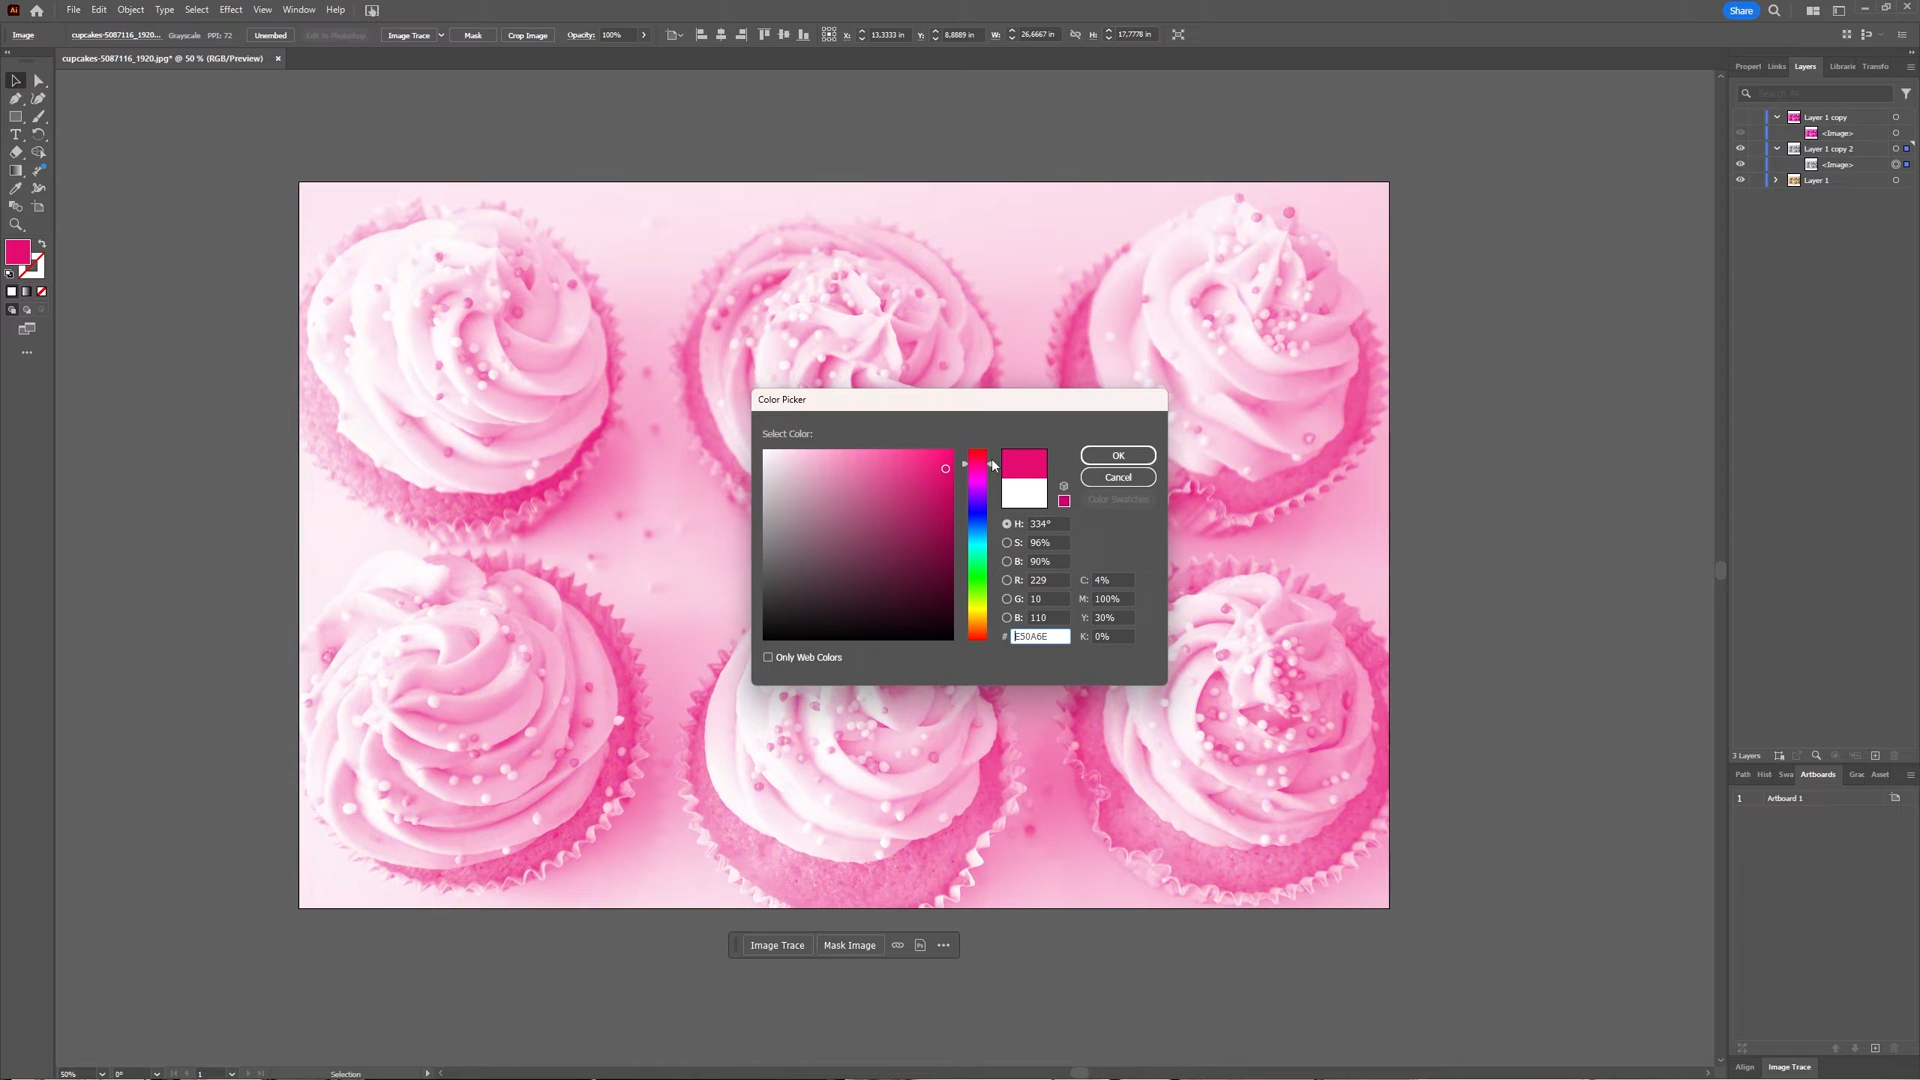 Ai File Edit Object Type Select Effect View Window Help Share
Image cupcakes-5087116_1920.... Grayscale PPI: 72 Unembed Edit In Photoshop Image Trace Mask Crop Image Opacity: 100% X: 13,3333 in Y: 8,8889 in W: 26,6667 in H: 17,7778 in
cupcakes-5087116_1920.jpg* @ 50 % (RGB/Preview) ×
Propert Links Layers Librarie Transfo
Search All
Layer 1 copy
<Image>
Layer 1 copy 2
<Image>
Layer 1
Color Picker
Select Color:
OK
Cancel
Color Swatches
H: 334°
S: 96%
B: 90%
R: 229 C: 4%
G: 10 M: 100%
B: 110 Y: 30%
# E50A6E K: 0%
Only Web Colors
3 Layers
Path Hist Swa Artboards Grac Asset
1 Artboard 1
Image Trace Mask Image
Align Image Trace
50% 0° 1 Selection